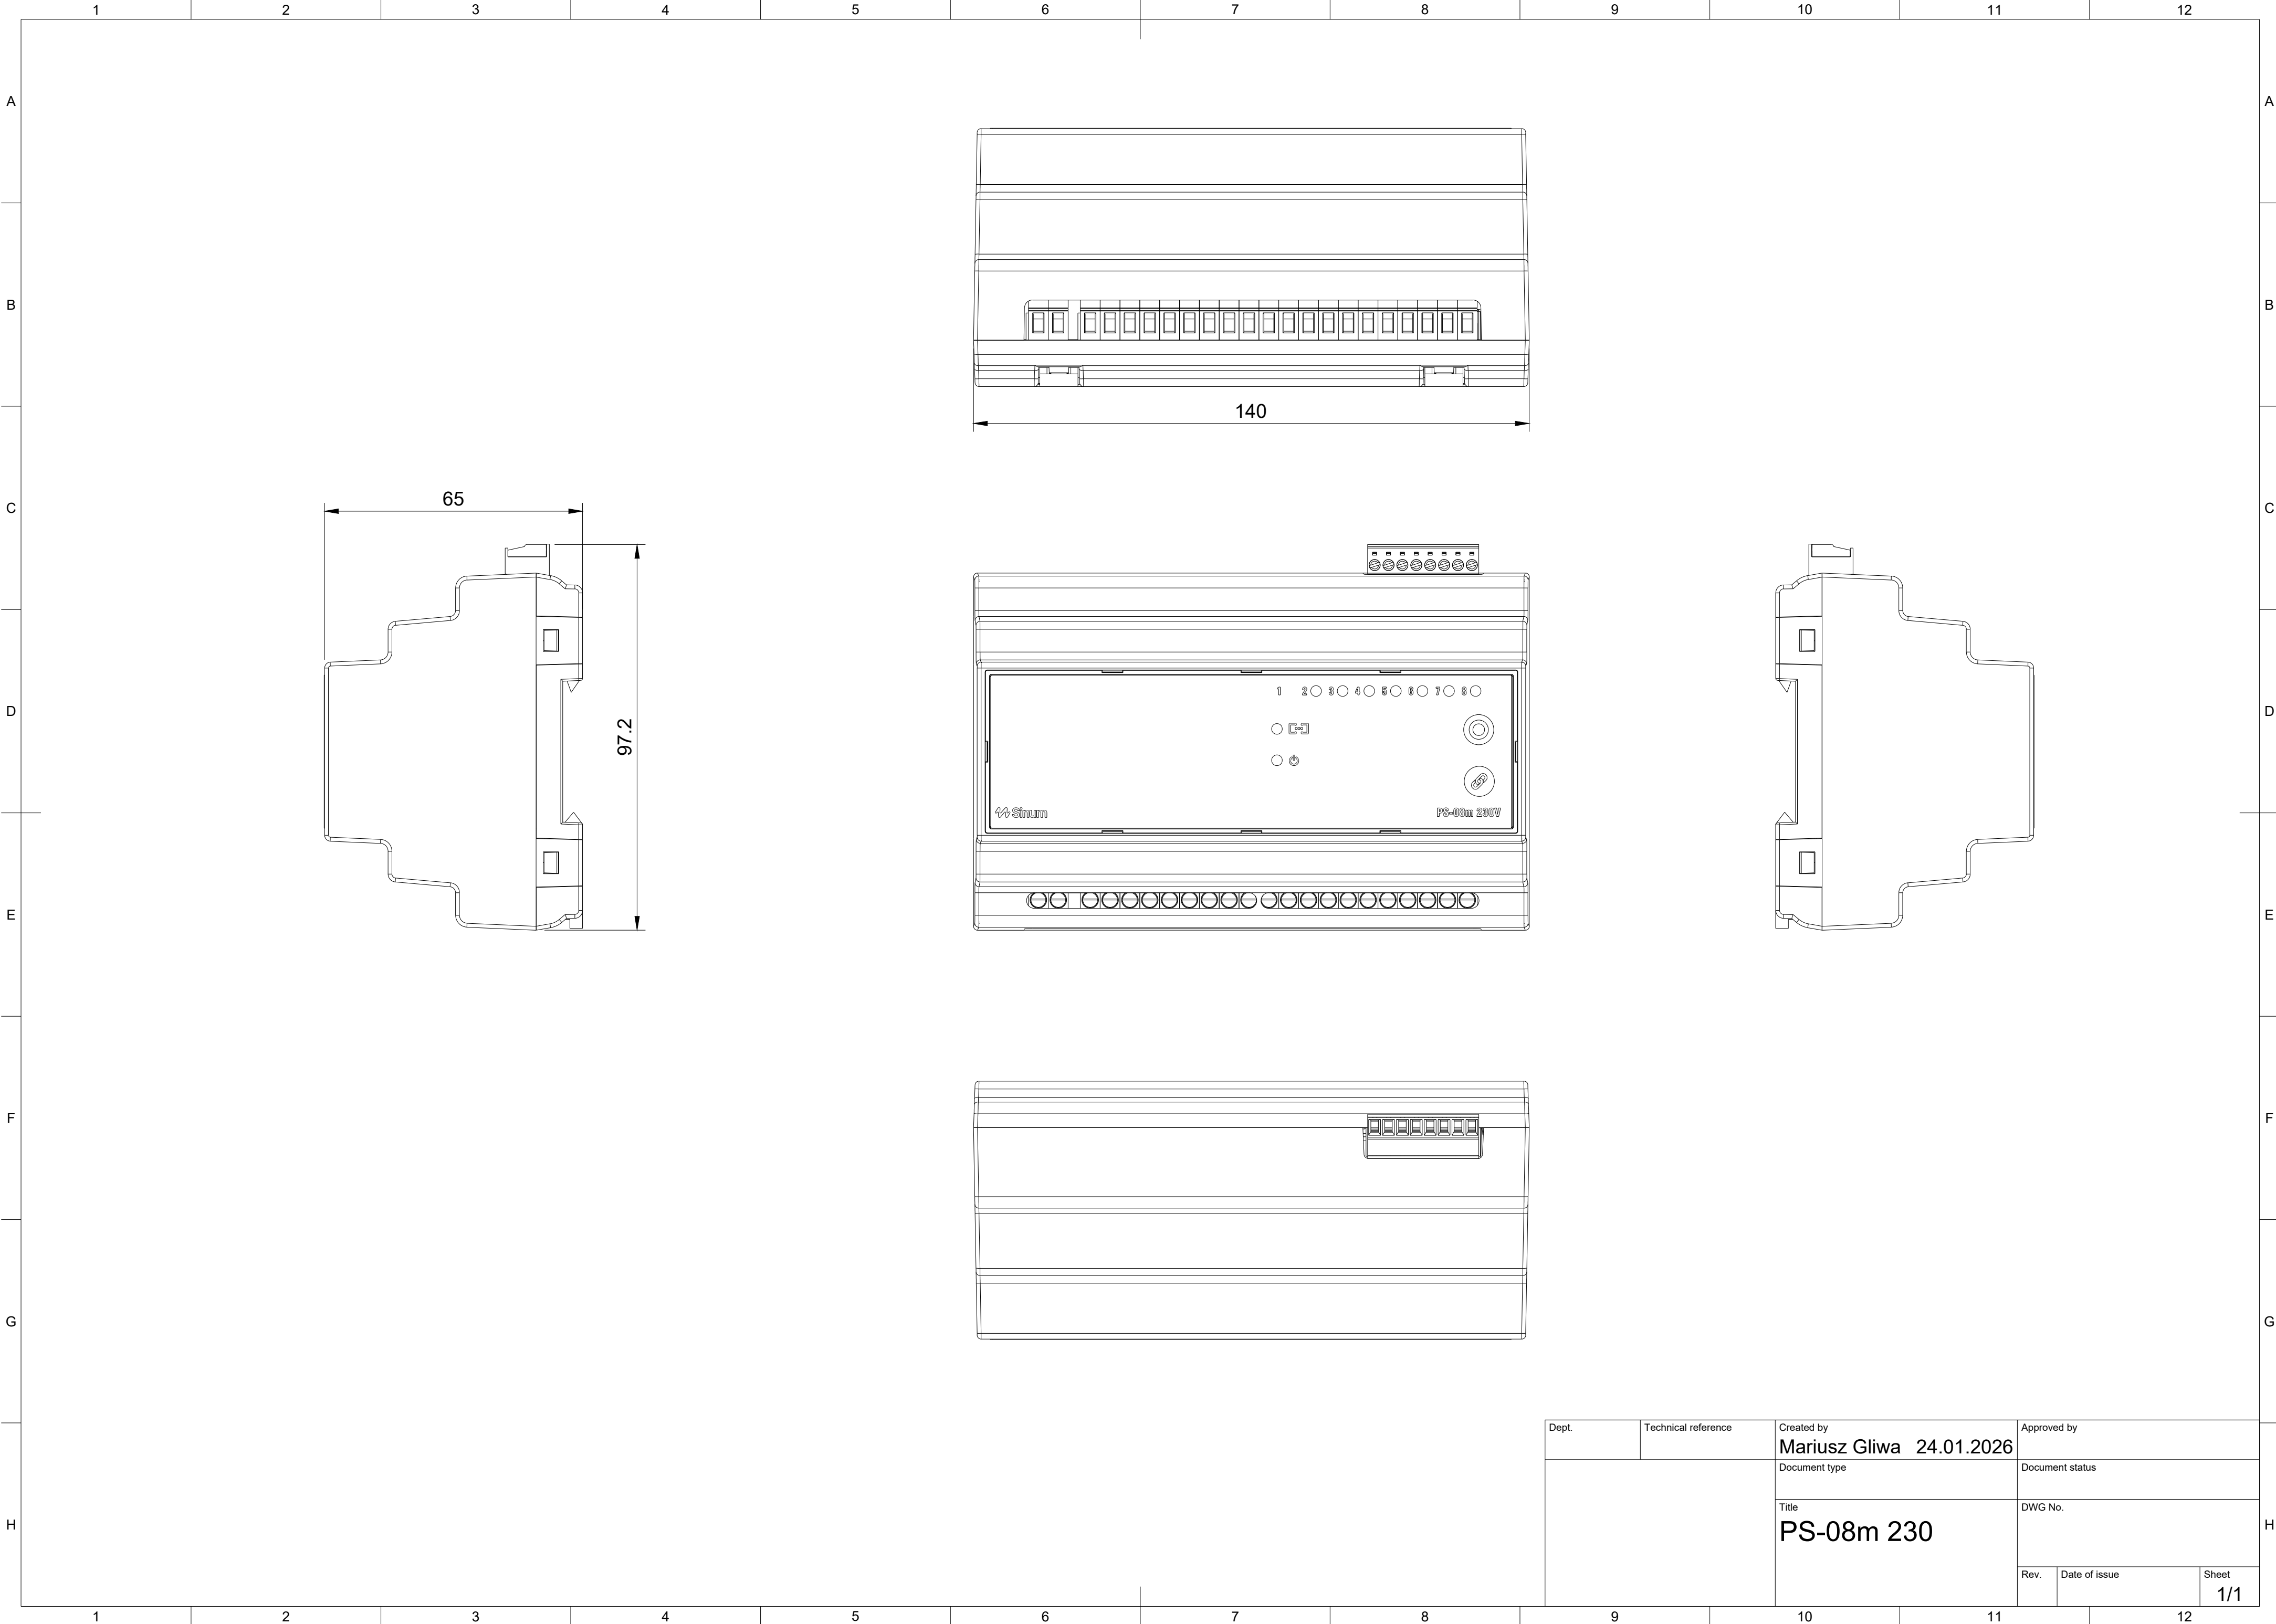 1 2 3 4 5 6 7 8 9 10 11 12
A A
B B
140
65
C C
1 2 3 4 5 6 7 8
D D
97.2
Sinum PS-08m 230V
E E
F F
G G
Dept. Technical reference Created by Approved by
Mariusz Gliwa 24.01.2026
Document type Document status
Title DWG No.
PS-08m 230
H H
Rev. Date of issue Sheet
1/1
1 2 3 4 5 6 7 8 9 10 11 12